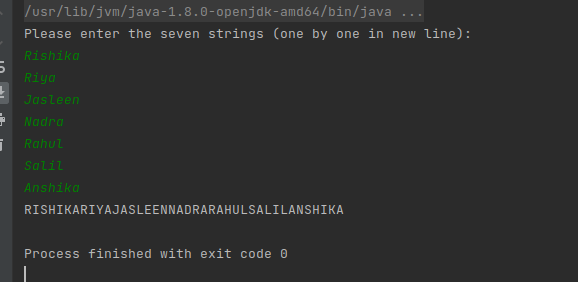 /usr/lib/jvm/java-1.8.0-openjdk-amd64/bin/java ...
Please enter the seven strings (one by one in new line):
Rishika
Riya
Jasleen
Nadra
Rahul
Salil
Anshika
RISHIKARIYAJASLEENNADRARAHULSALILANSHIKA
Process finished with exit code 0